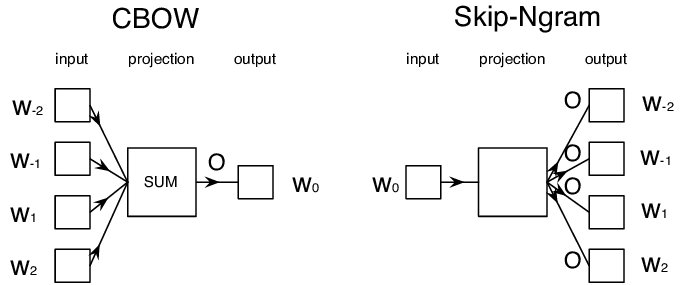 CBOW
input projection output
w-2
w-1
w1
w2
SUM
O
w0
Skip-Ngram
input projection output
w0
O
O
O
O
w-2
w-1
w1
w2